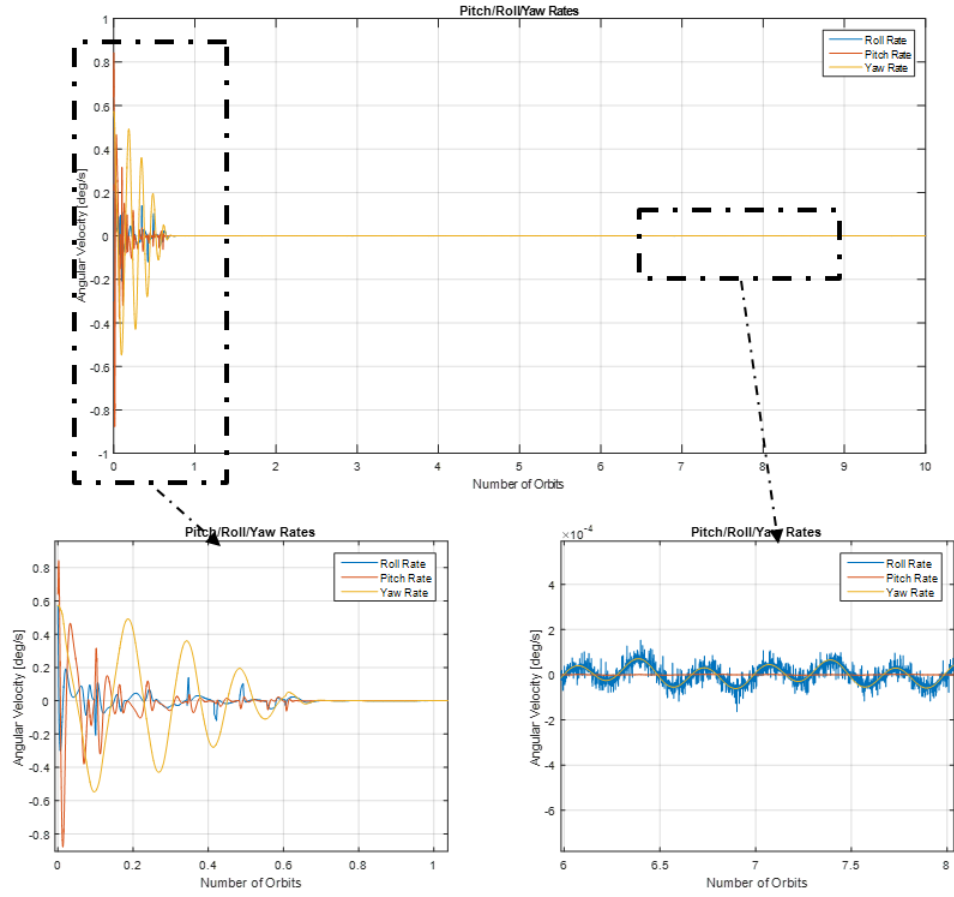 Pitch/Roll/Yaw Rates
Angular Velocity [deg/s]
1
0.8
0.6
0.4
0.2
0
-0.2
-0.4
-0.6
-0.8
-1
Roll Rate
Pitch Rate
Yaw Rate
0 1 2 3 4 5 6 7 8 9 10
Number of Orbits
Pitch/Roll/Yaw Rates
Angular Velocity [deg/s]
0.8
0.6
0.4
0.2
0
-0.2
-0.4
-0.6
-0.8
Roll Rate
Pitch Rate
Yaw Rate
0 0.2 0.4 0.6 0.8 1
Number of Orbits
Pitch/Roll/Yaw Rates
×10⁻⁴
Angular Velocity [deg/s]
4
2
0
-2
-4
-6
Roll Rate
Pitch Rate
Yaw Rate
6 6.5 7 7.5 8
Number of Orbits